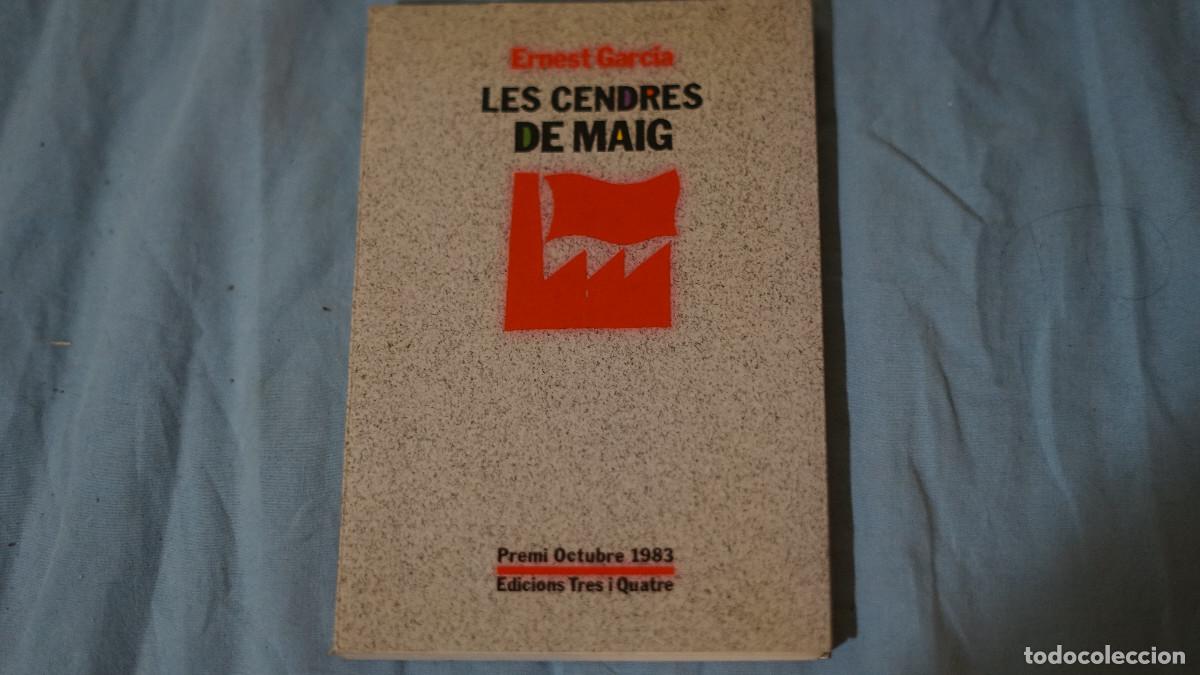 Ernest García
LES CENDRES
DE MAIG
Premi Octubre 1983
Edicions Tres i Quatre
todocoleccion